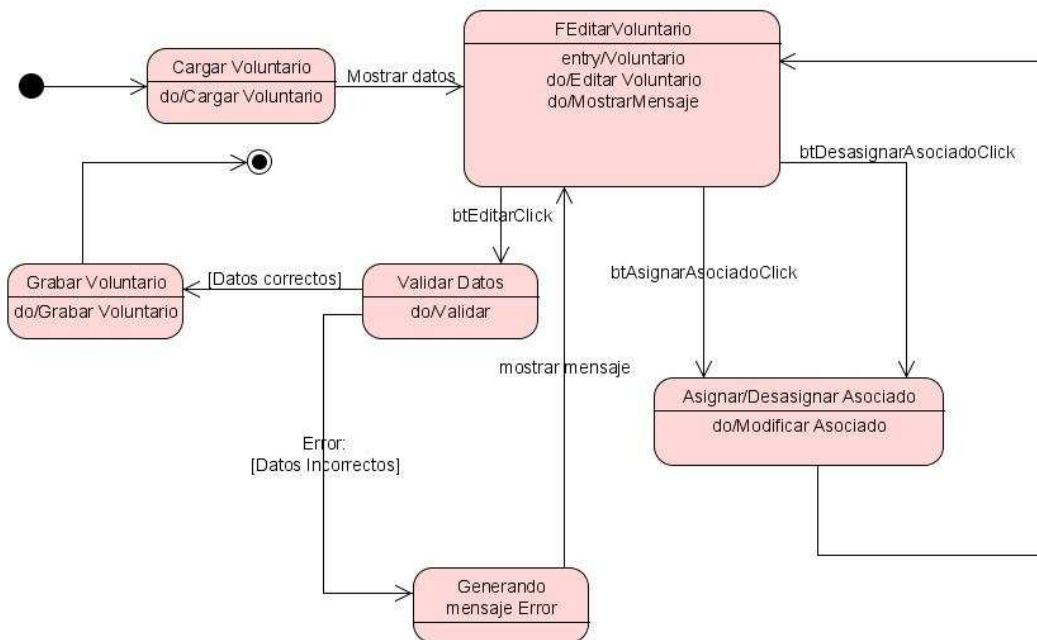 FEditarVoluntario
entry/Voluntario
do/Editar Voluntario
do/MostrarMensaje
Cargar Voluntario
do/Cargar Voluntario
Mostrar datos
btDesasignarAsociadoClick
btEditarClick
btAsignarAsociadoClick
Grabar Voluntario
do/Grabar Voluntario
[Datos correctos]
Validar Datos
do/Validar
mostrar mensaje
Asignar/Desasignar Asociado
do/Modificar Asociado
Error:
[Datos Incorrectos]
Generando
mensaje Error